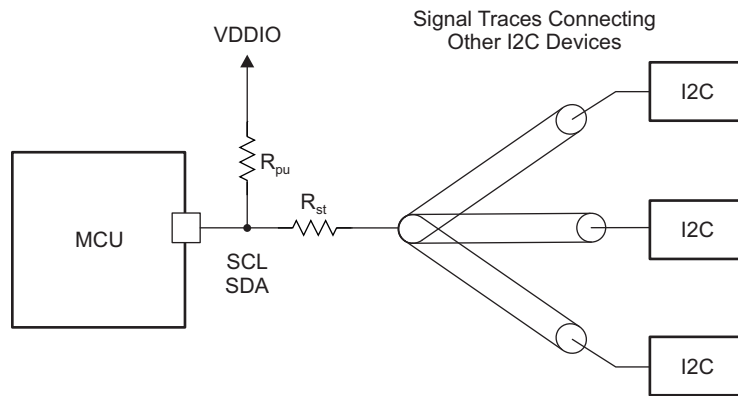 Signal Traces Connecting
Other I2C Devices
VDDIO
I2C
R_pu
R_st
MCU
I2C
SCL
SDA
I2C